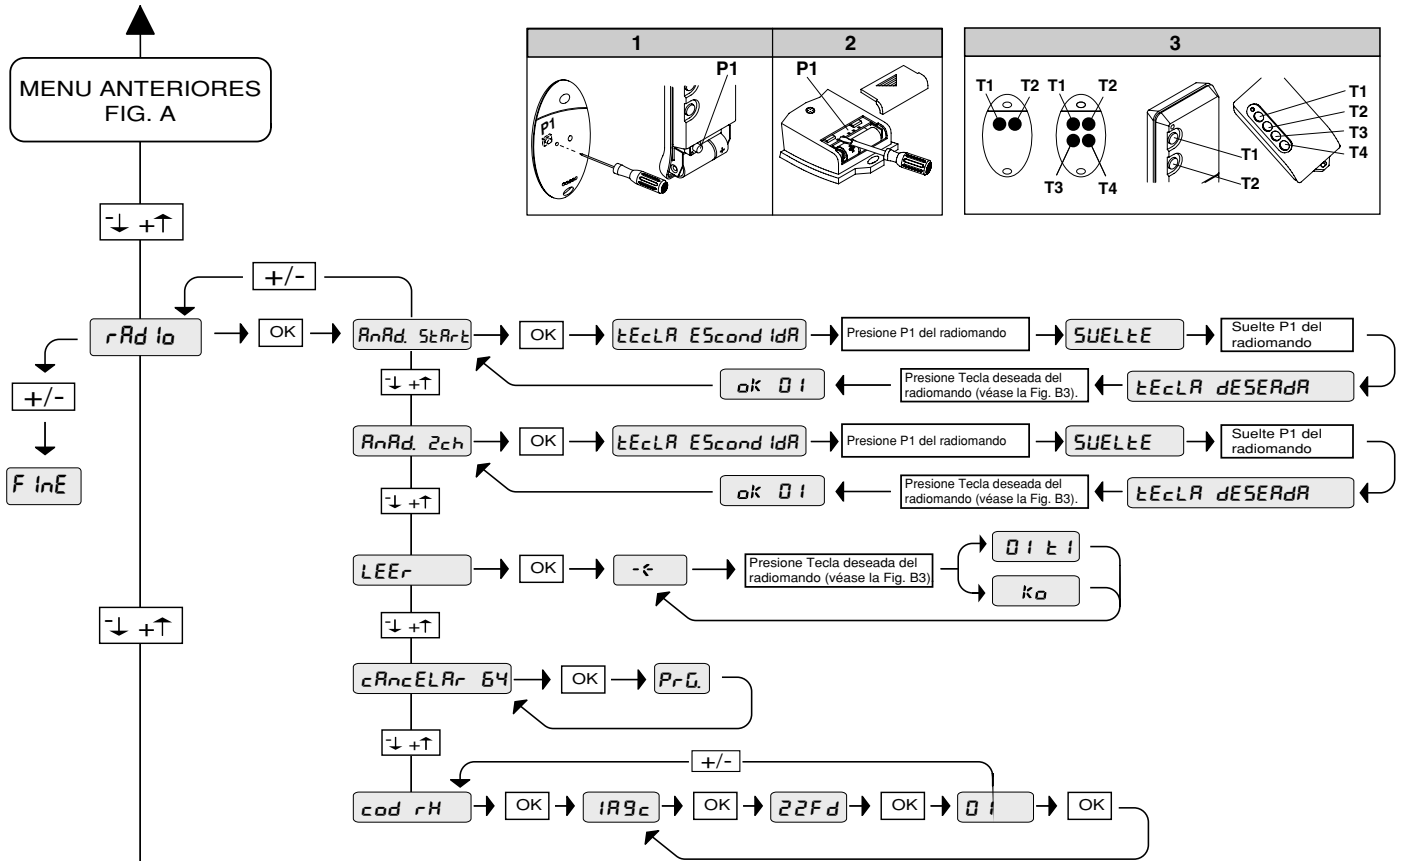 MENU ANTERIORES
FIG. A
1
2
P1
P1
P1
3
T1 T2 T1 T2
T3 T4
T1
T2
T1
T2
T3
T4
-↓ +↑
+/-
rAdIo
OK
AnAd. StArt
OK
tEcLA EScondIdA
Presione P1 del radiomando
SUELtE
Suelte P1 del
radiomando
-↓ +↑
ok 01
Presione Tecla deseada del
radiomando (véase la Fig. B3).
tEcLA dESEAdA
+/-
FInE
AnAd. 2ch
OK
tEcLA EScondIdA
Presione P1 del radiomando
SUELtE
Suelte P1 del
radiomando
-↓ +↑
ok 01
Presione Tecla deseada del
radiomando (véase la Fig. B3).
tEcLA dESEAdA
LEEr
OK
Presione Tecla deseada del
radiomando (véase la Fig. B3)
01 t1
Ko
-↓ +↑
-↓ +↑
cAncELAr 64
OK
PrG.
-↓ +↑
+/-
cod rH
OK
1A9c
OK
22Fd
OK
01
OK